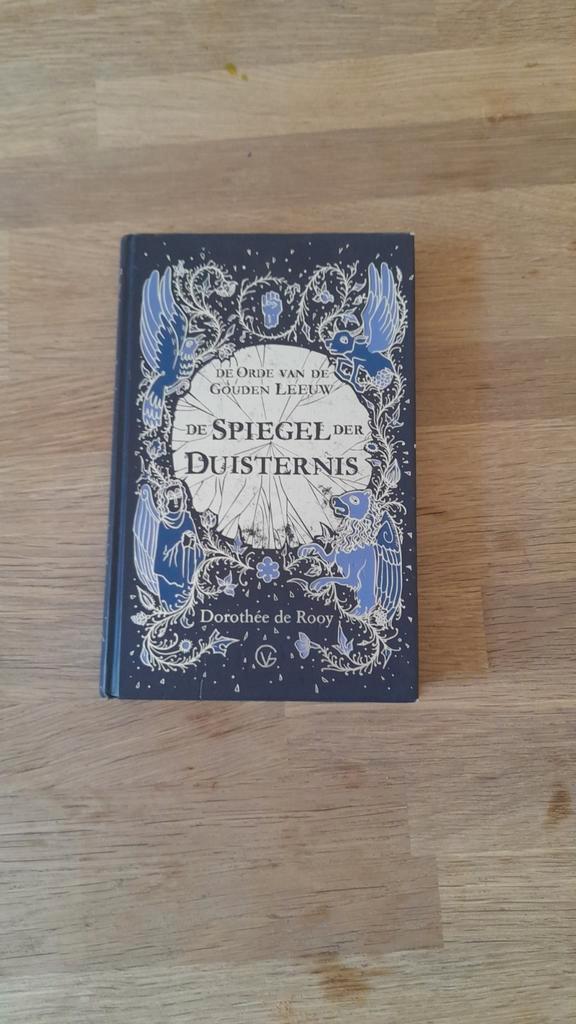 DE ORDE VAN DE
GOUDEN LEEUW
DE SPIEGEL DER
DUISTERNIS
Dorothée de Rooy